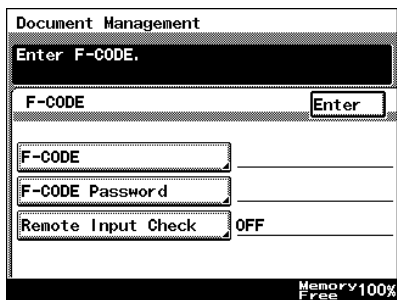 Document Management
Enter F-CODE.
F-CODE
Enter
F-CODE
F-CODE Password
Remote Input Check OFF
Memory Free 100%